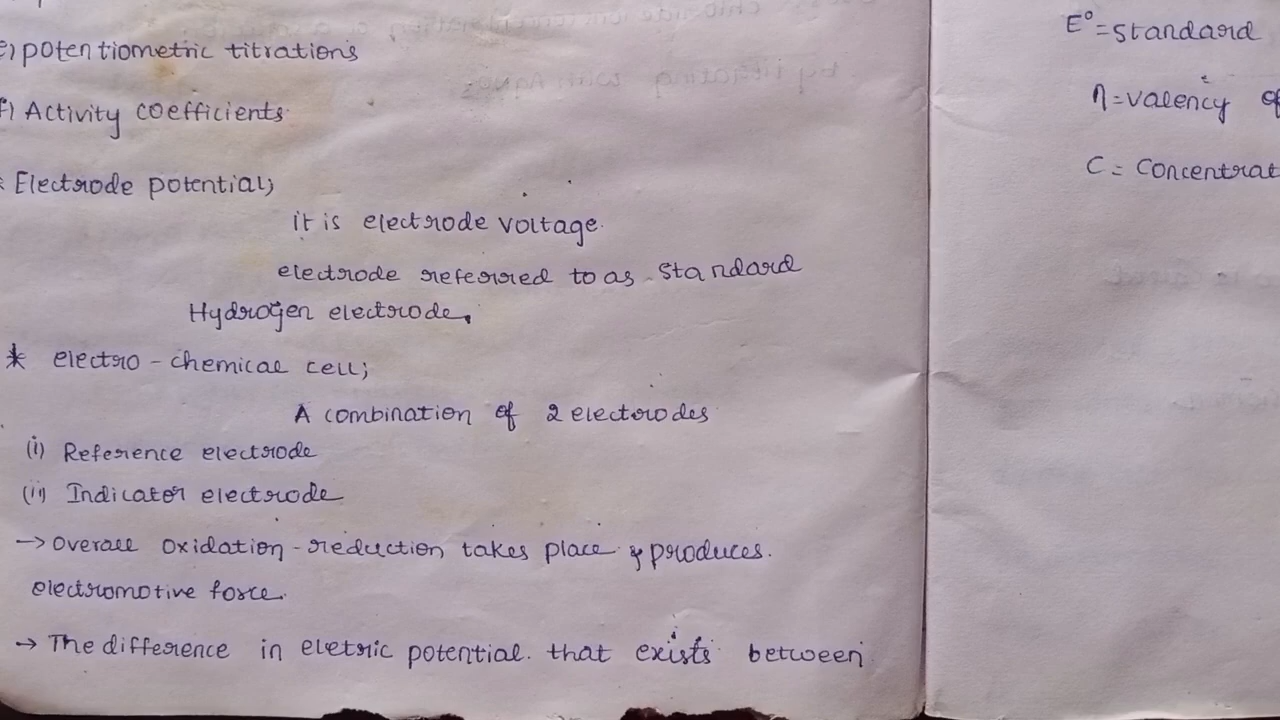 e) potentiometric titrations
f) Activity coefficients
* Electrode potential;
it is electrode voltage.
electrode referred to as standard
Hydrogen electrode.
* electro - chemical cell;
A combination of 2 electrodes
(i) Reference electrode
(ii) Indicator electrode
→ overall oxidation - reduction takes place & produces.
electromotive force.
→ The difference in eletric potential. that exists between
E° = standard
η = valency of
C = Concentrat